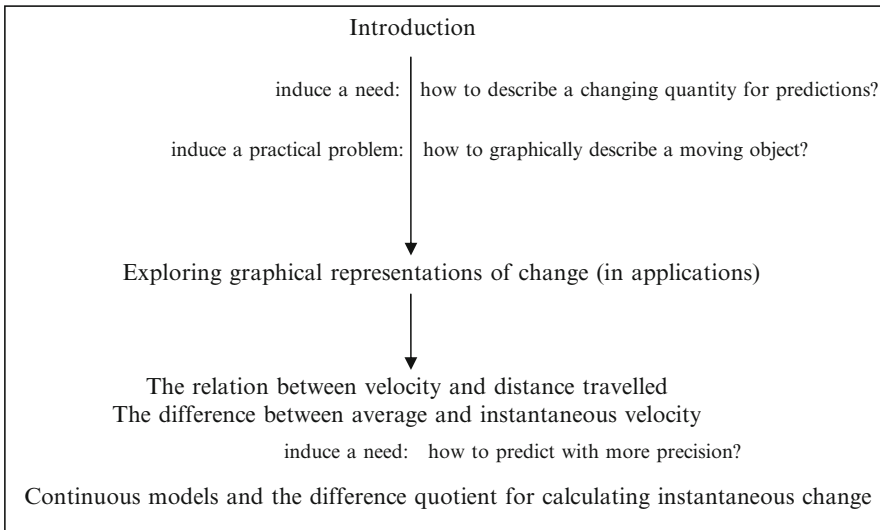 Introduction
induce a need: how to describe a changing quantity for predictions?
induce a practical problem: how to graphically describe a moving object?
Exploring graphical representations of change (in applications)
The relation between velocity and distance travelled
The difference between average and instantaneous velocity
induce a need: how to predict with more precision?
Continuous models and the difference quotient for calculating instantaneous change